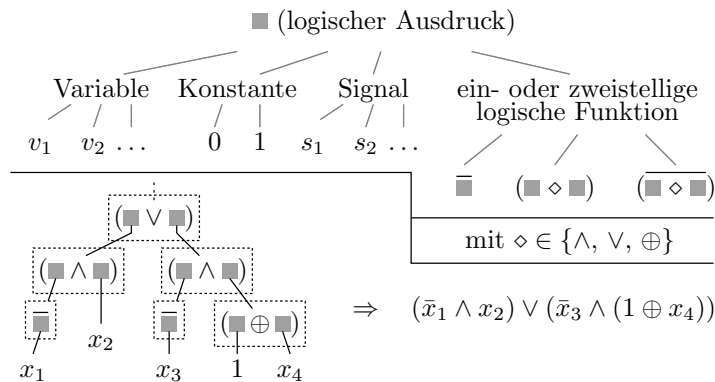 ■ (logischer Ausdruck)
Variable Konstante Signal ein- oder zweistellige
logische Funktion
v₁ v₂ ... 0 1 s₁ s₂ ...
■̅ (■ ⋄ ■) (■ ⋄ ■)̅
mit ⋄ ∈ {∧, ∨, ⊕}
(■ ∨ ■)
(■ ∧ ■) (■ ∧ ■)
■̅ x₂ ■̅ (■ ⊕ ■) ⇒ (x̄₁ ∧ x₂) ∨ (x̄₃ ∧ (1 ⊕ x₄))
x₁ x₃ 1 x₄